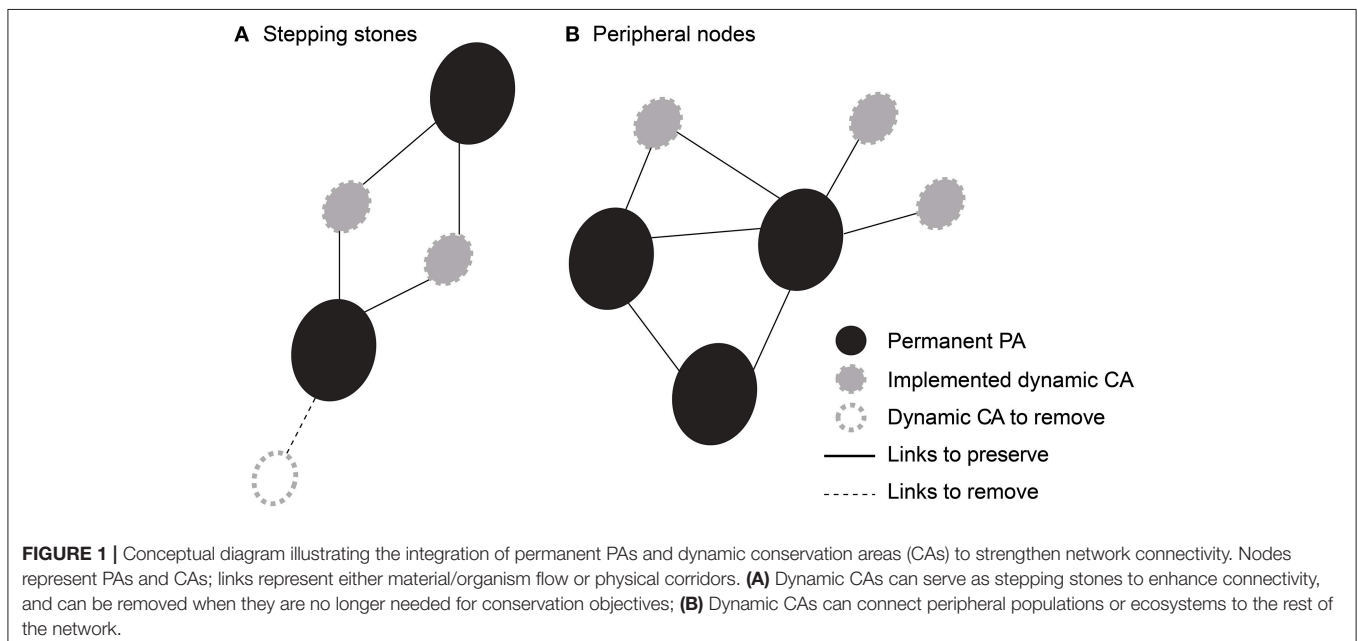 A Stepping stones
B Peripheral nodes
Permanent PA
Implemented dynamic CA
Dynamic CA to remove
Links to preserve
Links to remove
FIGURE 1 | Conceptual diagram illustrating the integration of permanent PAs and dynamic conservation areas (CAs) to strengthen network connectivity. Nodes
represent PAs and CAs; links represent either material/organism flow or physical corridors. (A) Dynamic CAs can serve as stepping stones to enhance connectivity,
and can be removed when they are no longer needed for conservation objectives; (B) Dynamic CAs can connect peripheral populations or ecosystems to the rest of
the network.